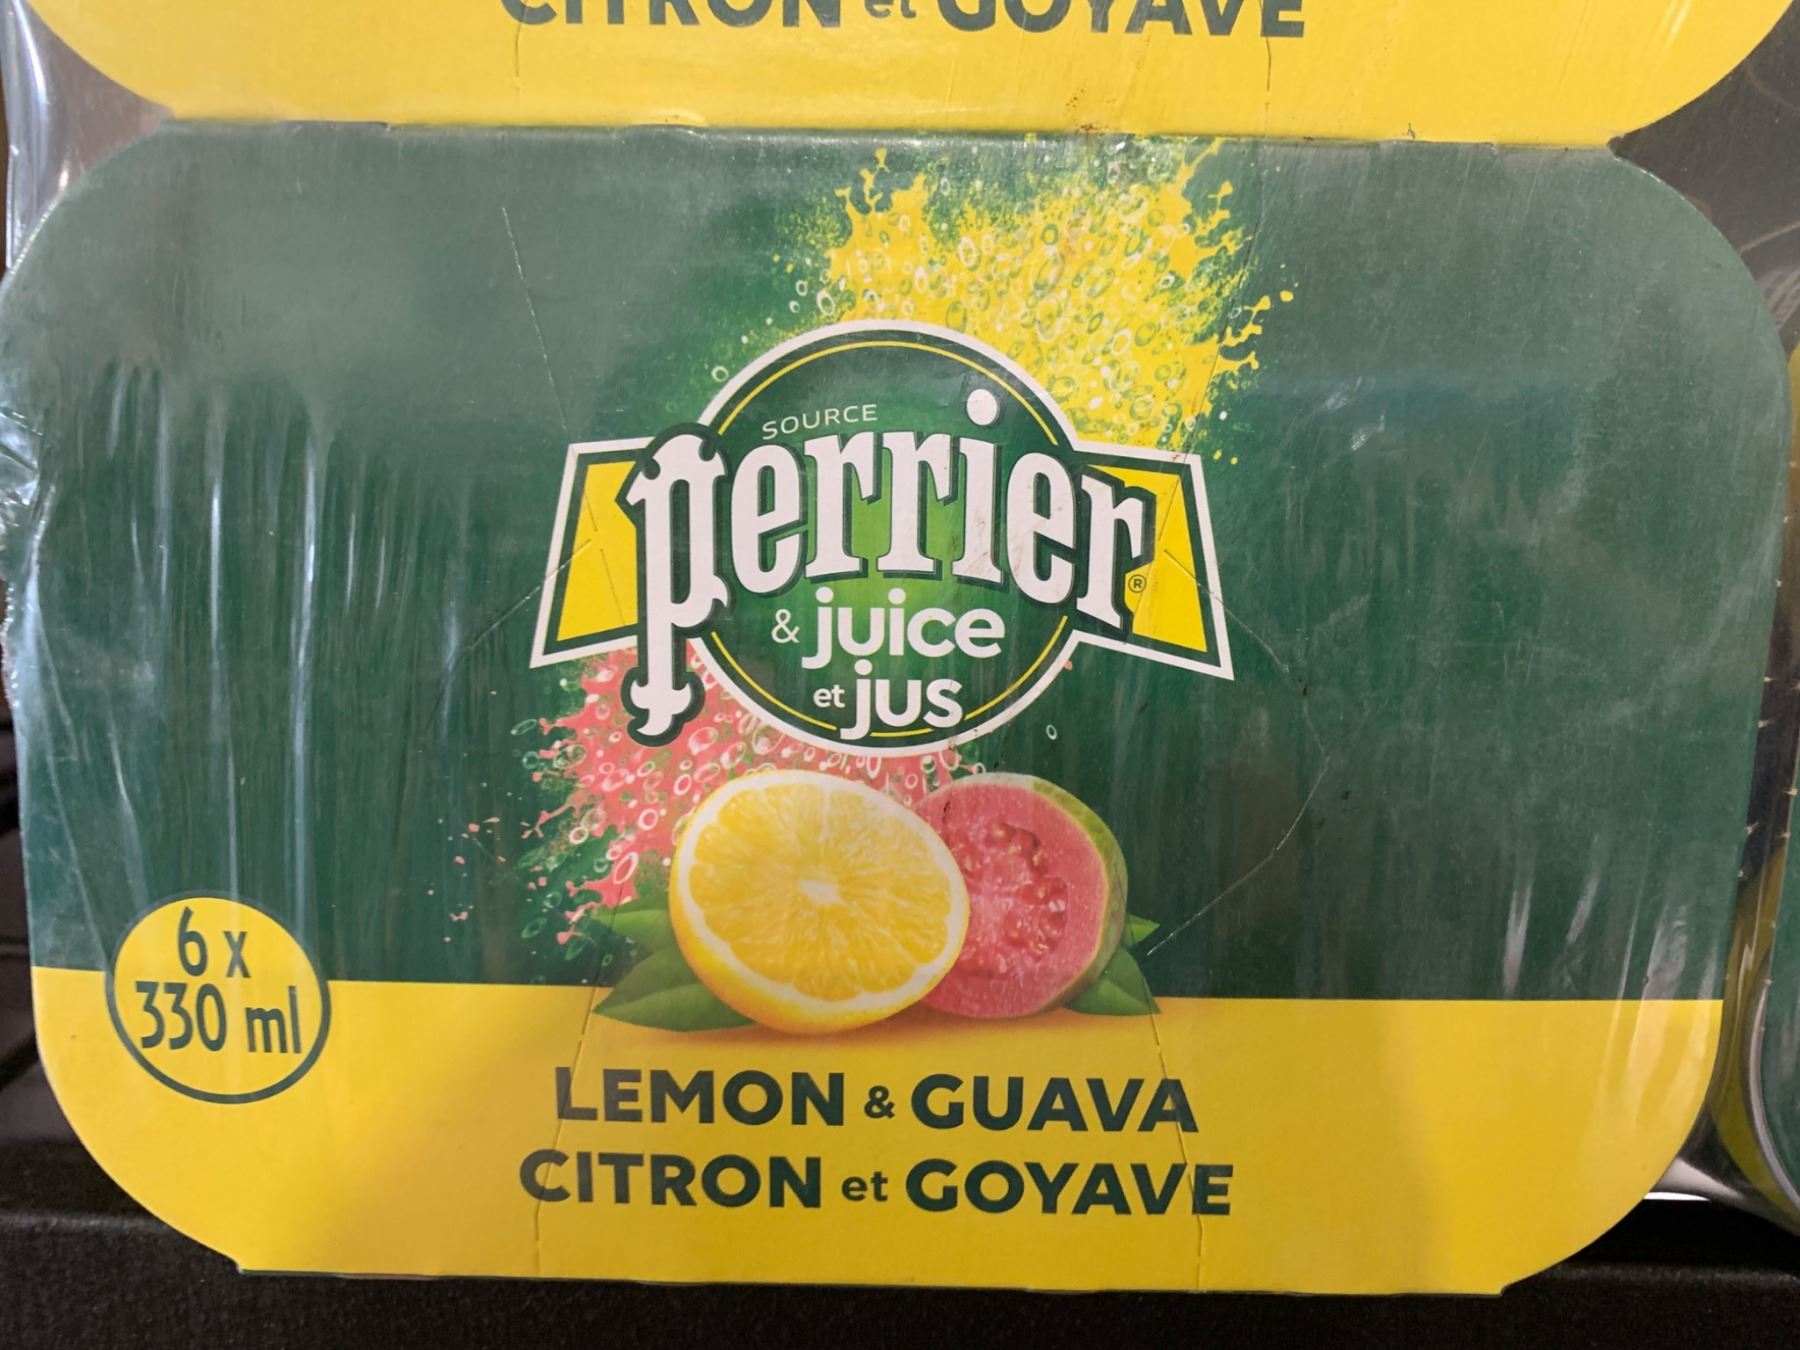 CITRON et GOYAVE
SOURCE
perrier®
& juice
et jus
6 x
330 ml
LEMON & GUAVA
CITRON et GOYAVE